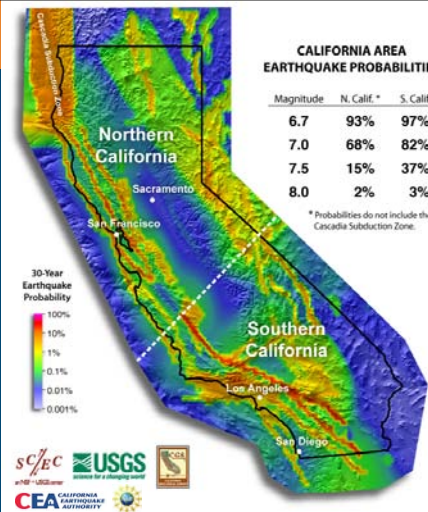 CALIFORNIA AREA
EARTHQUAKE PROBABILITIE
Magnitude N. Calif. * S. Calif
6.7 93% 97%
7.0 68% 82%
7.5 15% 37%
8.0 2% 3%
* Probabilities do not include the
Cascadia Subduction Zone.
Cascadia Subduction Zone
Northern
California
Sacramento
San Francisco
30-Year
Earthquake
Probability
100%
10%
1%
0.1%
0.01%
0.001%
Southern
California
Los Angeles
San Diego
SC/EC
USGS
science for a changing world
CEA CALIFORNIA
EARTHQUAKE
AUTHORITY